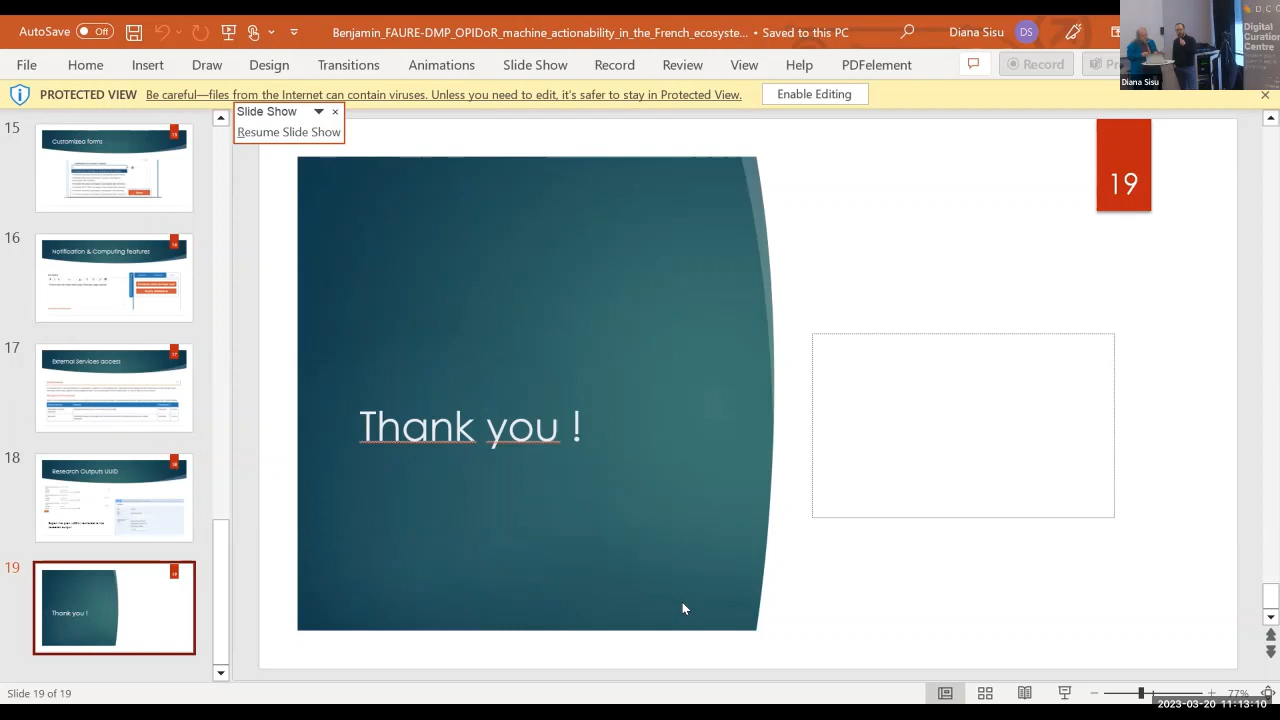 AutoSave Off
Benjamin_FAURE-DMP_OPIDoR_machine_actionability_in_the_French_ecosyste... • Saved to this PC
Diana Sisu DS
Digital
Curation
Centre
Diana Sisu
File Home Insert Draw Design Transitions Animations Slide Show Record Review View Help PDFelement
Record
PROTECTED VIEW Be careful—files from the Internet can contain viruses. Unless you need to edit, it's safer to stay in Protected View. Enable Editing
Slide Show
Resume Slide Show
15
Customized forms
16
Notification & Computing features
17
External Services access
18
Research Outputs UUID
19
Thank you !
19
Thank you !
Slide 19 of 19
77%
2023-03-20 11:13:10